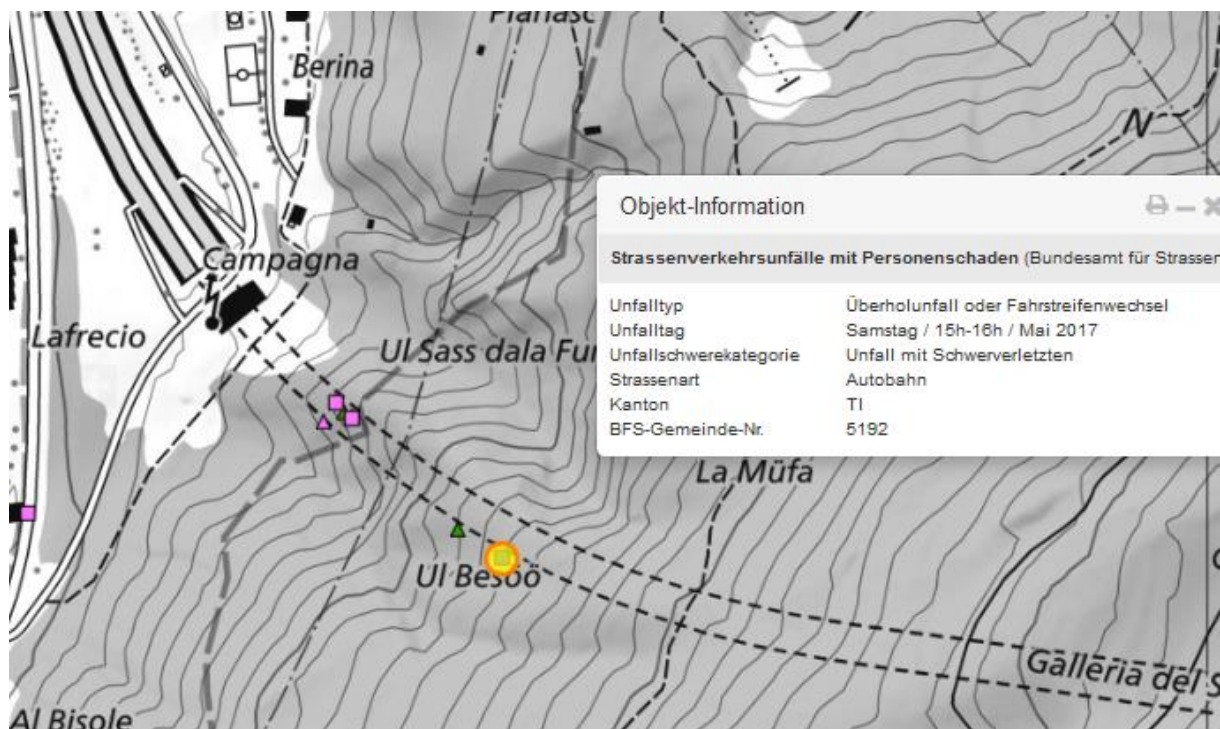 Pianasc
Berina
N
Campagna
Lafrecio
Ul Sass dala Fur
Objekt-Information
Strassenverkehrsunfälle mit Personenschaden (Bundesamt für Strassen
Unfalltyp Überholunfall oder Fahrstreifenwechsel
Unfalltag Samstag / 15h-16h / Mai 2017
Unfallschwerekategorie Unfall mit Schwerverletzten
Strassenart Autobahn
Kanton TI
BFS-Gemeinde-Nr. 5192
La Müfa
Ul Besöö
Galleria del S
Al Bisole